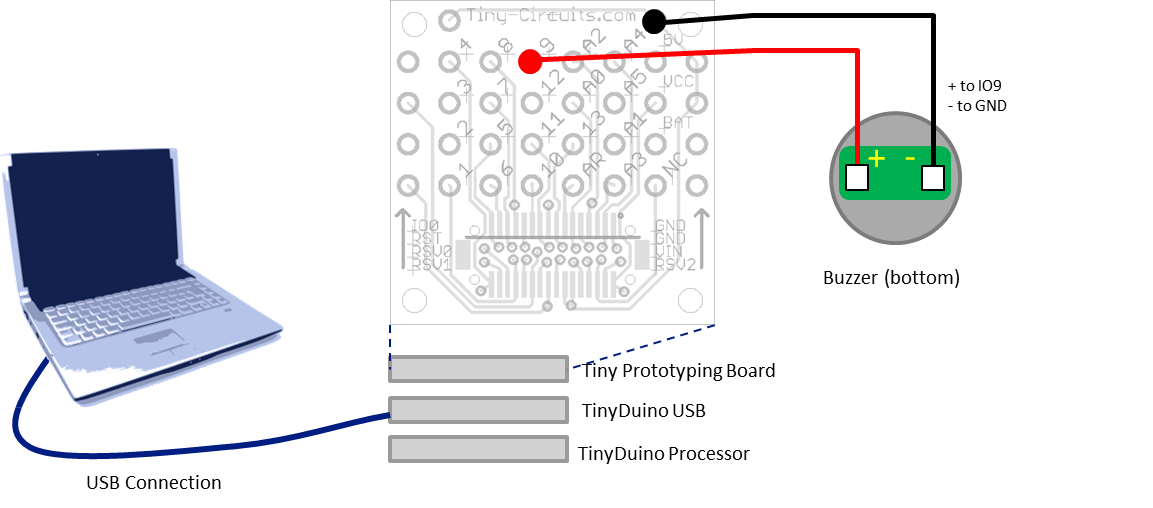 Tiny-Circuits.com
4 8 9 A2 A4 5V
3 7 12 A0 A5 VCC
2 5 11 13 A1 BAT
1 6 10 AR A3 NC
IO0 GND
RST GND
RSV0 VIN
RSV1 RSV2
+ to IO9
- to GND
+ -
Buzzer (bottom)
Tiny Prototyping Board
TinyDuino USB
TinyDuino Processor
USB Connection